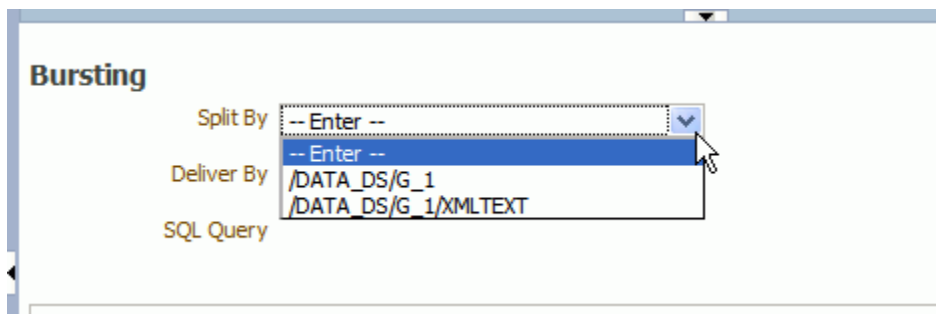 Bursting
Split By -- Enter --
-- Enter --
Deliver By /DATA_DS/G_1
/DATA_DS/G_1/XMLTEXT
SQL Query